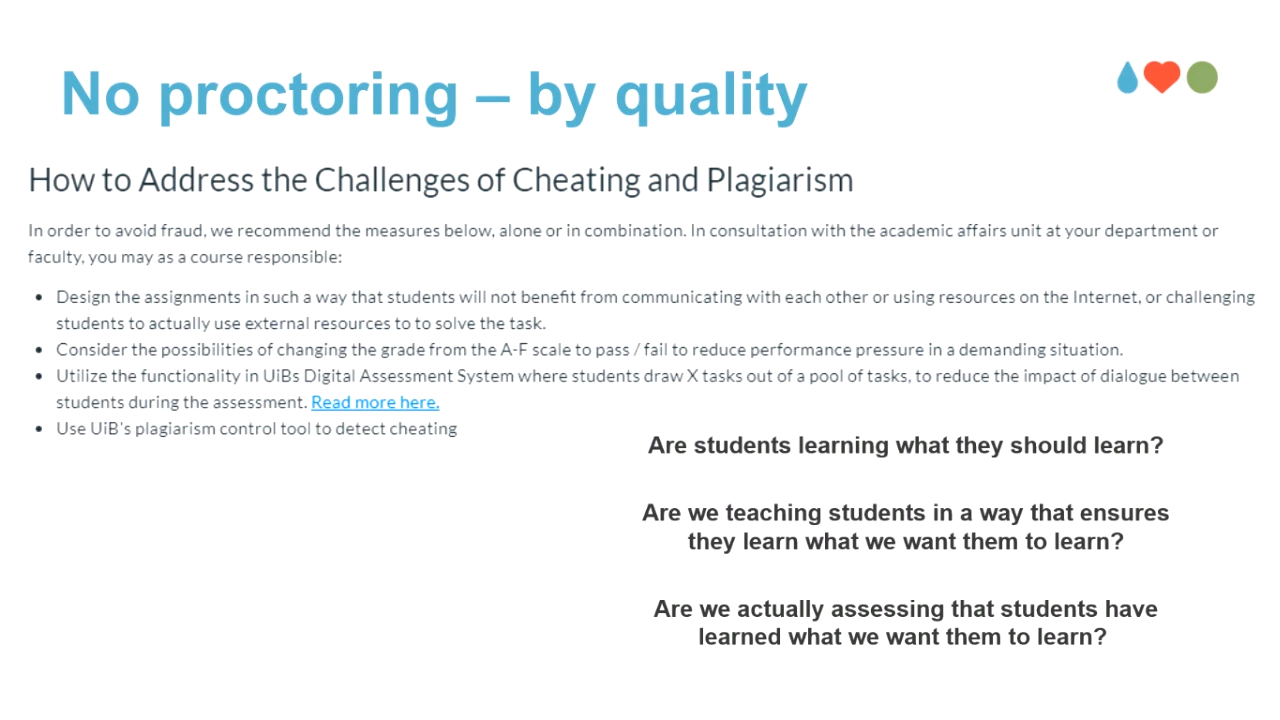 No proctoring – by quality
How to Address the Challenges of Cheating and Plagiarism
In order to avoid fraud, we recommend the measures below, alone or in combination. In consultation with the academic affairs unit at your department or
faculty, you may as a course responsible:
• Design the assignments in such a way that students will not benefit from communicating with each other or using resources on the Internet, or challenging
students to actually use external resources to to solve the task.
• Consider the possibilities of changing the grade from the A-F scale to pass / fail to reduce performance pressure in a demanding situation.
• Utilize the functionality in UiBs Digital Assessment System where students draw X tasks out of a pool of tasks, to reduce the impact of dialogue between
students during the assessment. Read more here.
• Use UiB's plagiarism control tool to detect cheating
Are students learning what they should learn?
Are we teaching students in a way that ensures
they learn what we want them to learn?
Are we actually assessing that students have
learned what we want them to learn?